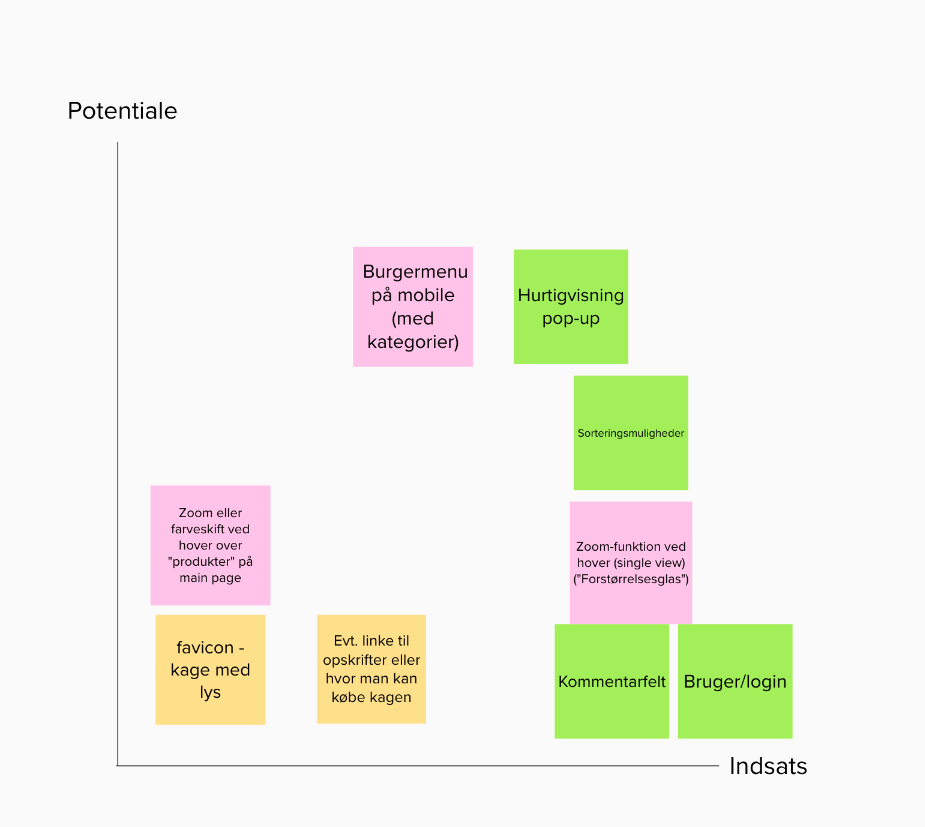 Potentiale
Burgermenu
på mobile
(med
kategorier)
Hurtigvisning
pop-up
Sorteringsmuligheder
Zoom eller
farveskift ved
hover over
"produkter" på
main page
Zoom-funktion ved
hover (single view)
("Forstørrelsesglas")
favicon -
kage med
lys
Evt. linke til
opskrifter eller
hvor man kan
købe kagen
Kommentarfelt
Bruger/login
Indsats